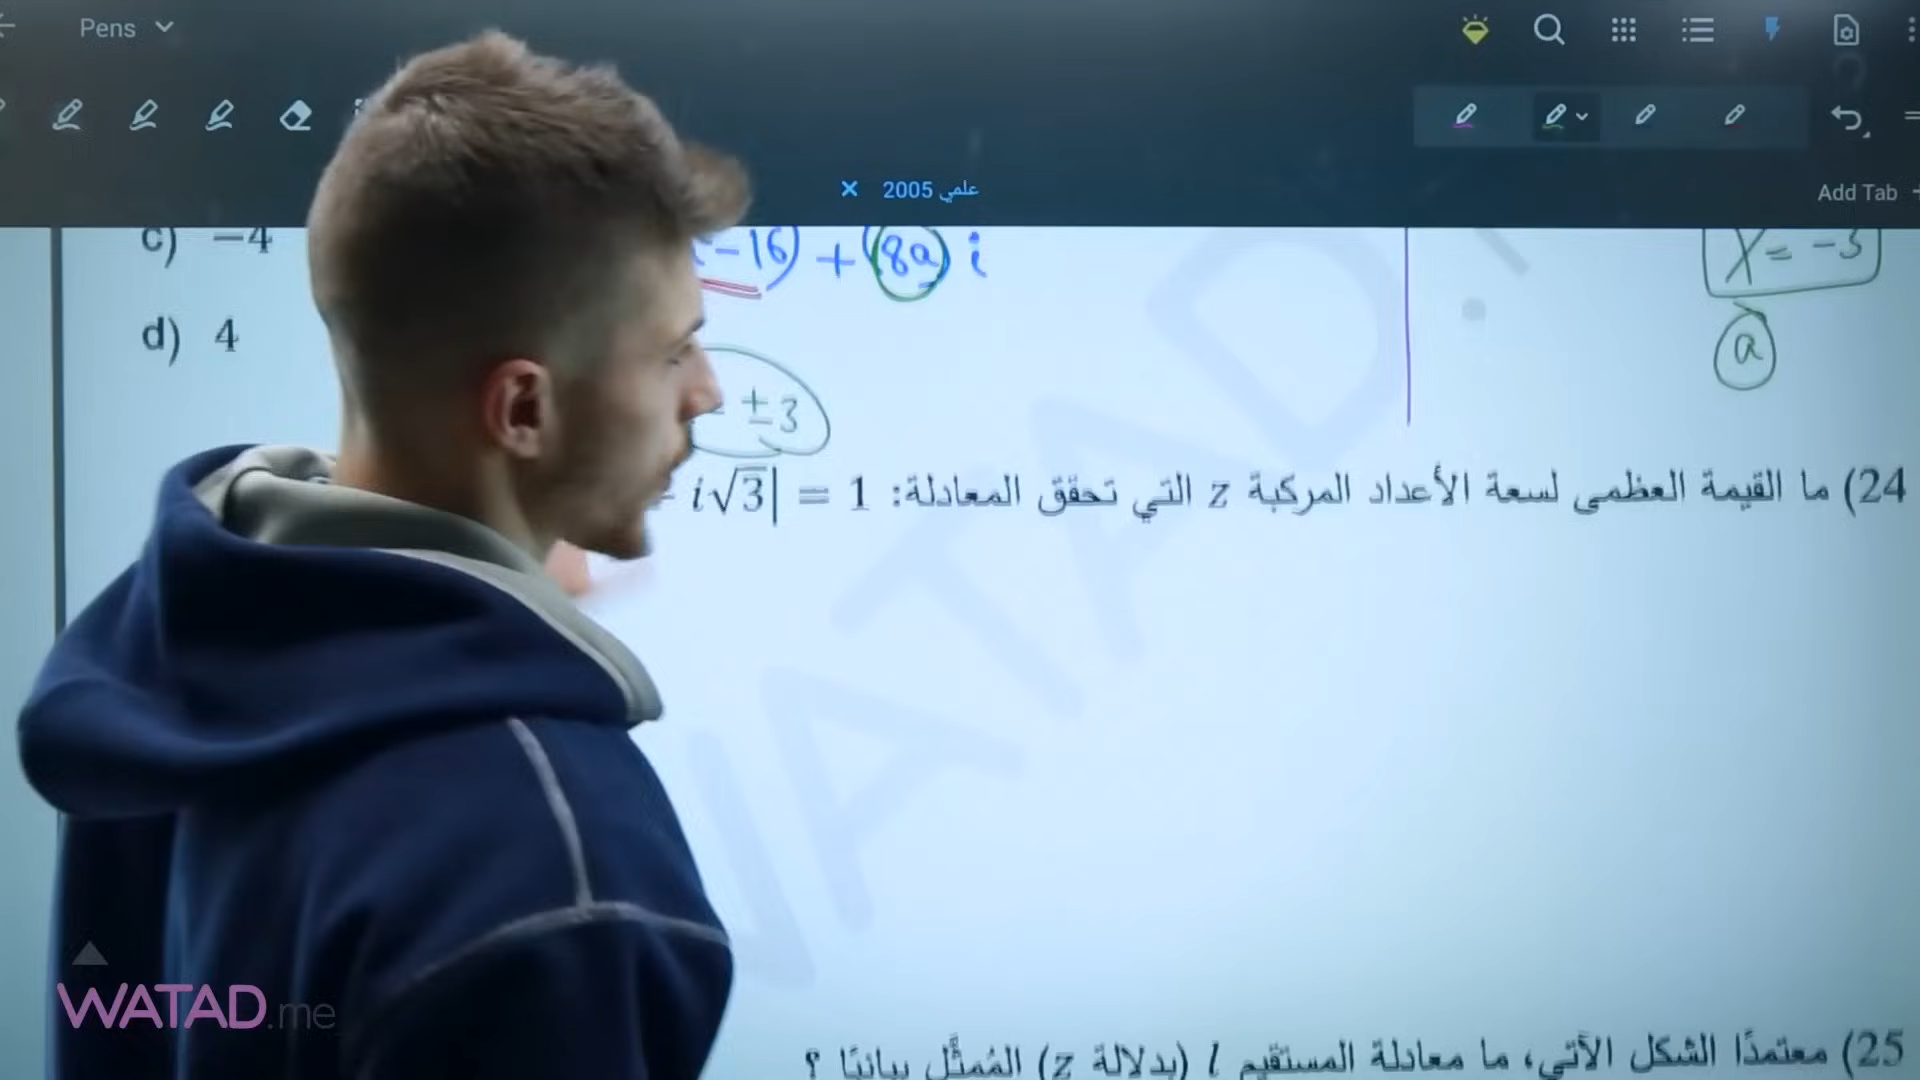 Pens
× علمي 2005
Add Tab +
c) −4
−16) + (8a) i
X = −3
d) 4
a
± 3
24) ما القيمة العظمى لسعة الأعداد المركبة z التي تحقق المعادلة: i√3| = 1
WATAD
WATAD.me
25) معتمدًا الشكل الآتي، ما معادلة المستقيم l (بدلالة z) المُمثَّل بيانيًا ؟